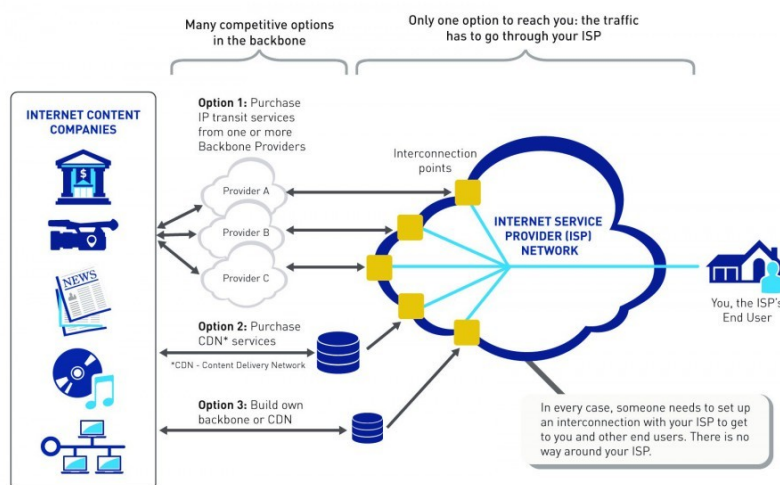 Many competitive options
in the backbone
Only one option to reach you: the traffic
has to go through your ISP
INTERNET CONTENT
COMPANIES
$
NEWS
Option 1: Purchase
IP transit services
from one or more
Backbone Providers
Provider A
Provider B
Provider C
Option 2: Purchase
CDN* services
*CDN - Content Delivery Network
Option 3: Build own
backbone or CDN
Interconnection
points
INTERNET SERVICE
PROVIDER (ISP)
NETWORK
You, the ISP's
End User
In every case, someone needs to set up
an interconnection with your ISP to get
to you and other end users. There is no
way around your ISP.